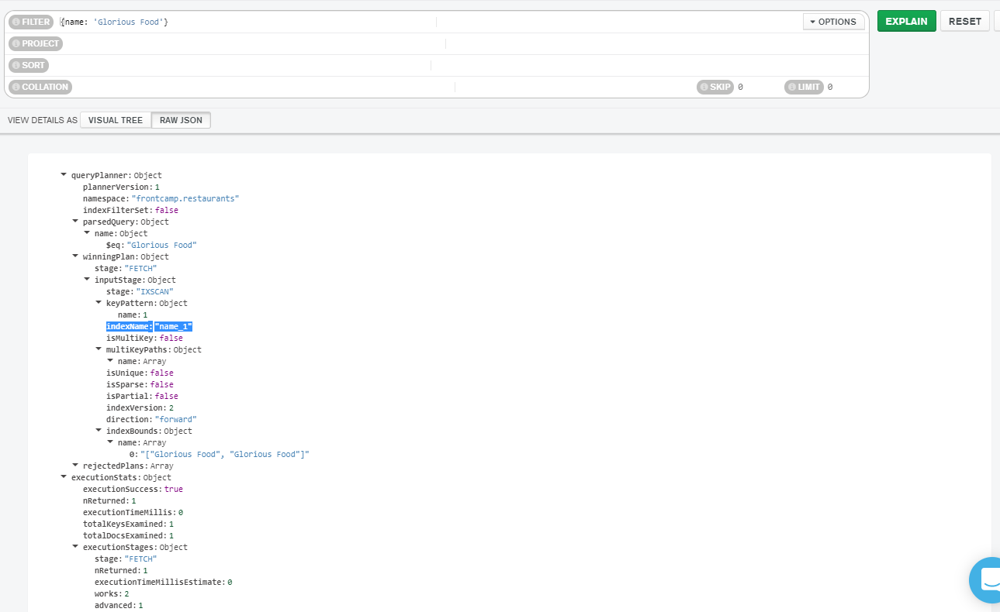 FILTER {name: 'Glorious Food'} OPTIONS EXPLAIN RESET
PROJECT
SORT
COLLATION SKIP 0 LIMIT 0
VIEW DETAILS AS VISUAL TREE RAW JSON
queryPlanner: Object
plannerVersion: 1
namespace: "frontcamp.restaurants"
indexFilterSet: false
parsedQuery: Object
name: Object
$eq: "Glorious Food"
winningPlan: Object
stage: "FETCH"
inputStage: Object
stage: "IXSCAN"
keyPattern: Object
name: 1
indexName: "name_1"
isMultiKey: false
multiKeyPaths: Object
name: Array
isUnique: false
isSparse: false
isPartial: false
indexVersion: 2
direction: "forward"
indexBounds: Object
name: Array
0: "["Glorious Food", "Glorious Food"]"
rejectedPlans: Array
executionStats: Object
executionSuccess: true
nReturned: 1
executionTimeMillis: 0
totalKeysExamined: 1
totalDocsExamined: 1
executionStages: Object
stage: "FETCH"
nReturned: 1
executionTimeMillisEstimate: 0
works: 2
advanced: 1